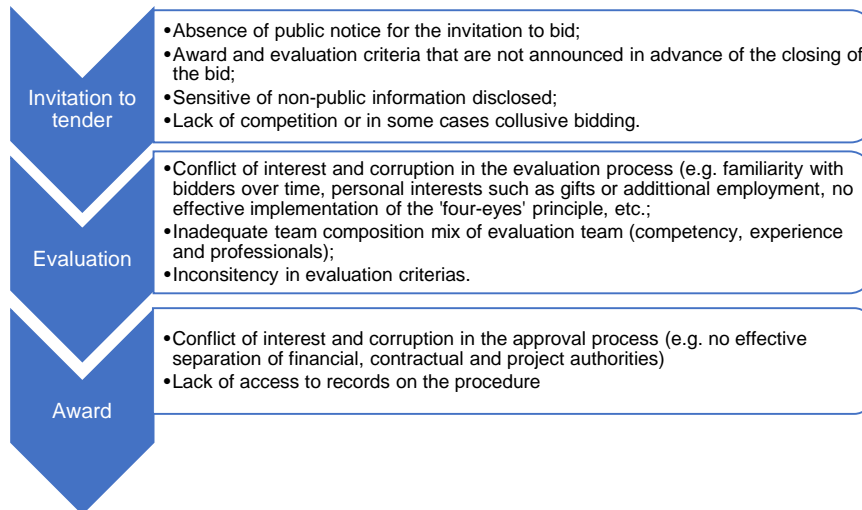 Invitation to
tender
•Absence of public notice for the invitation to bid;
•Award and evaluation criteria that are not announced in advance of the closing of
the bid;
•Sensitive of non-public information disclosed;
•Lack of competition or in some cases collusive bidding.
Evaluation
•Conflict of interest and corruption in the evaluation process (e.g. familiarity with
bidders over time, personal interests such as gifts or addittional employment, no
effective implementation of the 'four-eyes' principle, etc.;
•Inadequate team composition mix of evaluation team (competency, experience
and professionals);
•Inconsitency in evaluation criterias.
Award
•Conflict of interest and corruption in the approval process (e.g. no effective
separation of financial, contractual and project authorities)
•Lack of access to records on the procedure